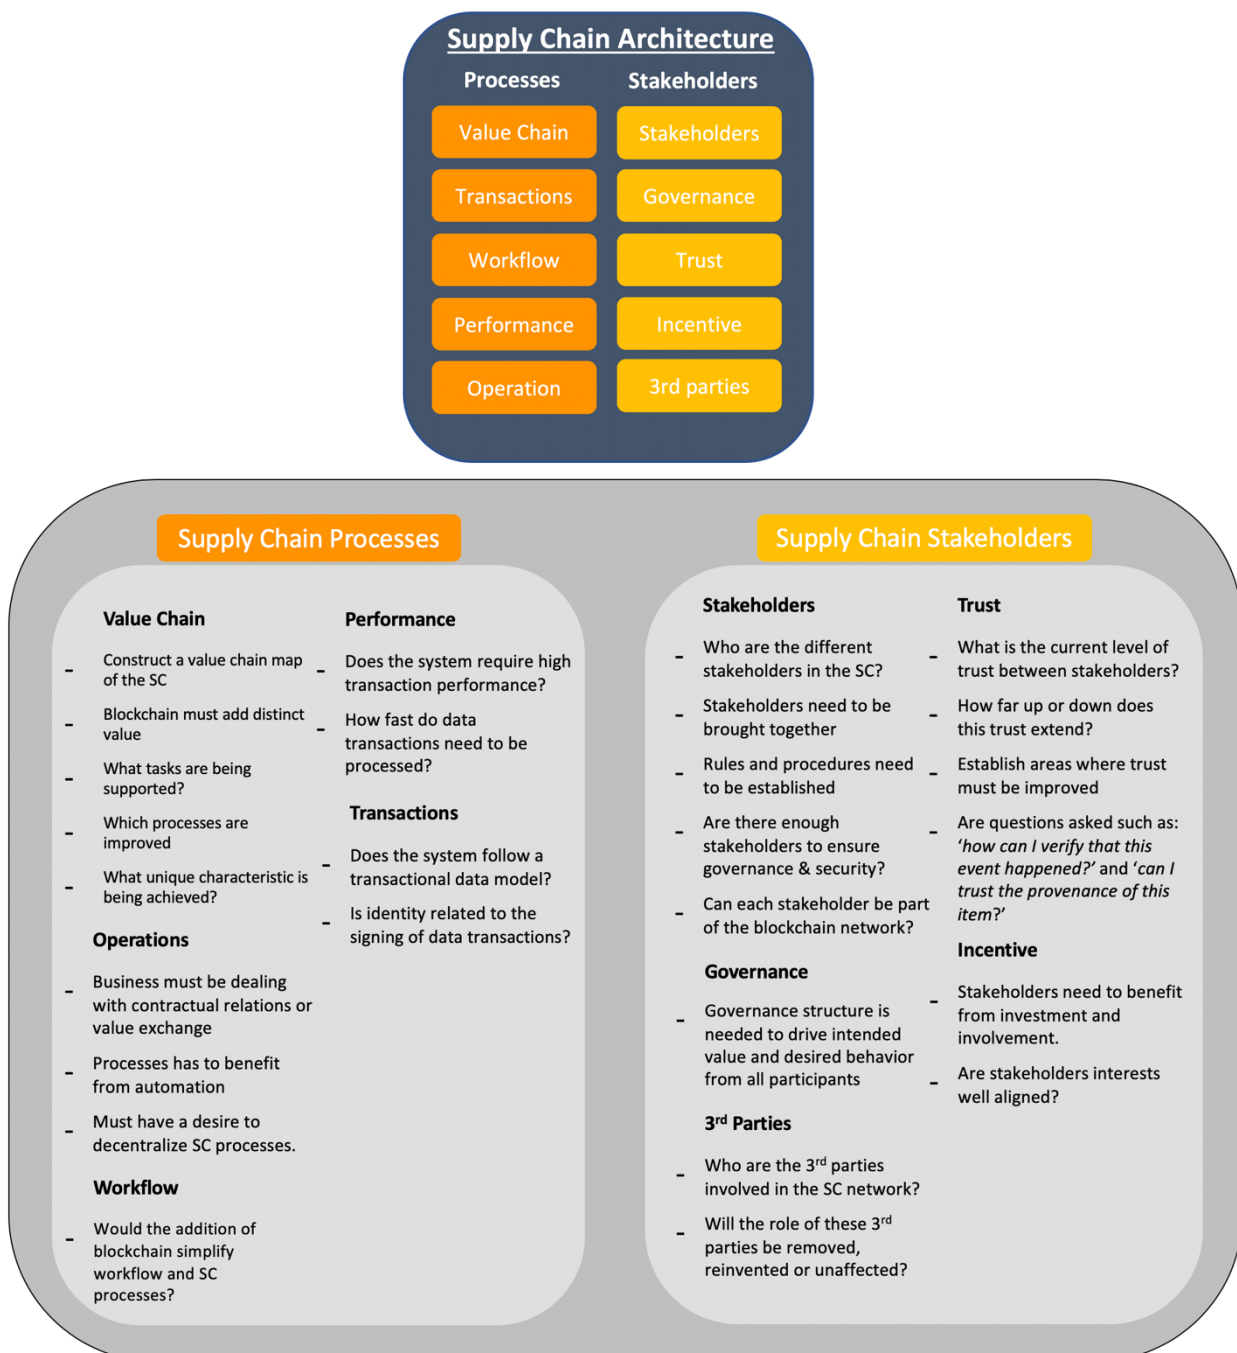 Supply Chain Architecture
Processes
Stakeholders
Value Chain
Stakeholders
Transactions
Governance
Workflow
Trust
Performance
Incentive
Operation
3rd parties
Supply Chain Processes
Value Chain
- Construct a value chain map
of the SC
- Blockchain must add distinct
value
- What tasks are being
supported?
- Which processes are
improved
- What unique characteristic is
being achieved?
Operations
- Business must be dealing
with contractual relations or
value exchange
- Processes has to benefit
from automation
- Must have a desire to
decentralize SC processes.
Workflow
- Would the addition of
blockchain simplify
workflow and SC
processes?
Performance
- Does the system require high
transaction performance?
- How fast do data
transactions need to be
processed?
Transactions
- Does the system follow a
transactional data model?
- Is identity related to the
signing of data transactions?
Supply Chain Stakeholders
Stakeholders
- Who are the different
stakeholders in the SC?
- Stakeholders need to be
brought together
- Rules and procedures need
to be established
- Are there enough
stakeholders to ensure
governance & security?
- Can each stakeholder be part
of the blockchain network?
Governance
- Governance structure is
needed to drive intended
value and desired behavior
from all participants
3rd Parties
- Who are the 3rd parties
involved in the SC network?
- Will the role of these 3rd
parties be removed,
reinvented or unaffected?
Trust
- What is the current level of
trust between stakeholders?
- How far up or down does
this trust extend?
- Establish areas where trust
must be improved
- Are questions asked such as:
‘how can I verify that this
event happened?’ and ‘can I
trust the provenance of this
item?’
Incentive
- Stakeholders need to benefit
from investment and
involvement.
- Are stakeholders interests
well aligned?